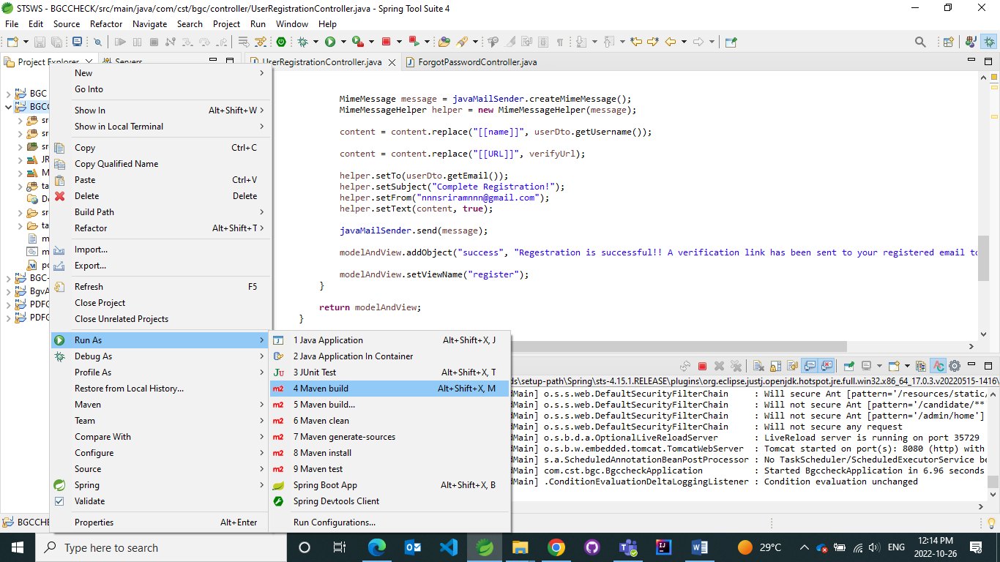 STSWS - BGCCHECK/src/main/java/com/cst/bgc/controller/UserRegistrationController.java - Spring Tool Suite 4
File Edit Source Refactor Navigate Search Project Run Window Help
Project Explorer Servers UserRegistrationController.java ForgotPasswordController.java
New
Go Into
Show In Alt+Shift+W
Show in Local Terminal
Copy Ctrl+C
Copy Qualified Name
Paste Ctrl+V
Delete Delete
Build Path
Refactor Alt+Shift+T
Import...
Export...
Refresh F5
Close Project
Close Unrelated Projects
Run As
Debug As
Profile As
Restore from Local History...
Maven
Team
Compare With
Configure
Source
Spring
Validate
Properties Alt+Enter
BGC
BGCC
sr
sr
sr
JR
M
ta
De
sr
ta
m
m
po
BGC-
BgvA
PDFG
PDFG
BGCCHE
MimeMessage message = javaMailSender.createMimeMessage();
MimeMessageHelper helper = new MimeMessageHelper(message);
content = content.replace("[[name]]", userDto.getUsername());
content = content.replace("[[URL]]", verifyUrl);
helper.setTo(userDto.getEmail());
helper.setSubject("Complete Registration!");
helper.setFrom("nnnsriramnnn@gmail.com");
helper.setText(content, true);
javaMailSender.send(message);
modelAndView.addObject("success", "Regestration is successful!! A verification link has been sent to your registered email to
modelAndView.setViewName("register");
}
return modelAndView;
}
1 Java Application Alt+Shift+X, J
2 Java Application In Container
3 JUnit Test Alt+Shift+X, T
4 Maven build Alt+Shift+X, M
5 Maven build...
6 Maven clean
7 Maven generate-sources
8 Maven install
9 Maven test
Spring Boot App Alt+Shift+X, B
Spring Devtools Client
Run Configurations...
ds\setup-path\Spring\sts-4.15.1.RELEASE\plugins\org.eclipse.justj.openjdk.hotspot.jre.full.win32.x86_64_17.0.3.v20220515-1416\
dMain] o.s.s.web.DefaultSecurityFilterChain : Will secure Ant [pattern='/resources/static/
dMain] o.s.s.web.DefaultSecurityFilterChain : Will not secure Ant [pattern='/candidate/**
dMain] o.s.s.web.DefaultSecurityFilterChain : Will not secure Ant [pattern='/admin/home']
dMain] o.s.s.web.DefaultSecurityFilterChain : Will not secure any request
dMain] o.s.b.d.a.OptionalLiveReloadServer : LiveReload server is running on port 35729
dMain] o.s.b.w.embedded.tomcat.TomcatWebServer : Tomcat started on port(s): 8080 (http) with
dMain] s.a.ScheduledAnnotationBeanPostProcessor : No TaskScheduler/ScheduledExecutorService be
dMain] com.cst.bgc.BgccheckApplication : Started BgccheckApplication in 6.96 seconds
dMain] .ConditionEvaluationDeltaLoggingListener : Condition evaluation unchanged
Type here to search
29°C
ENG
12:14 PM
2022-10-26